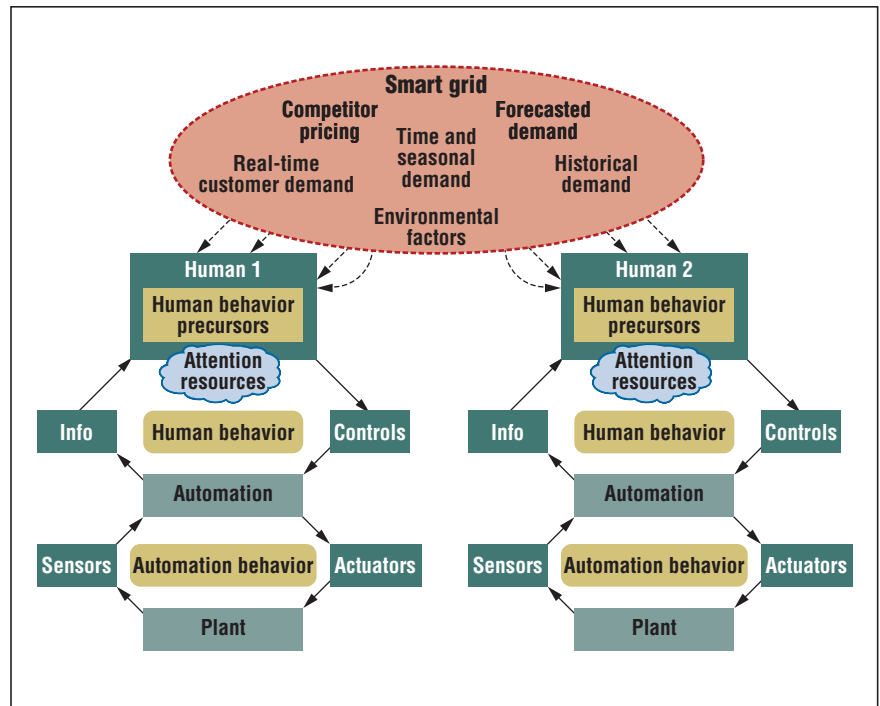 Smart grid
Competitor
pricing
Forecasted
demand
Time and
seasonal
demand
Real-time
customer demand
Historical
demand
Environmental
factors
Human 1
Human behavior
precursors
Attention
resources
Info
Human behavior
Controls
Automation
Sensors
Automation behavior
Actuators
Plant
Human 2
Human behavior
precursors
Attention
resources
Info
Human behavior
Controls
Automation
Sensors
Automation behavior
Actuators
Plant